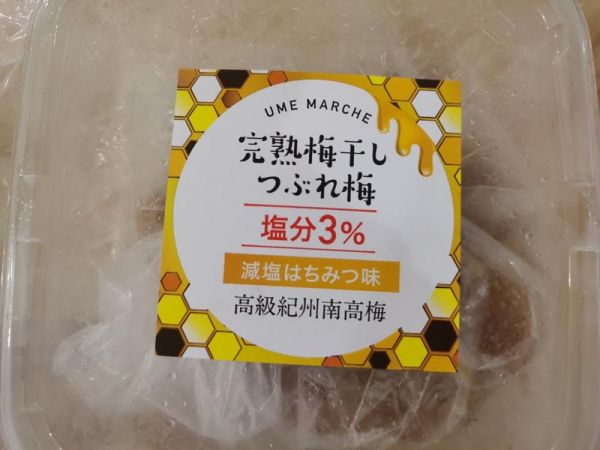 UME MARCHE
完熟梅干し
つぶれ梅
塩分3%
減塩はちみつ味
高級紀州南高梅